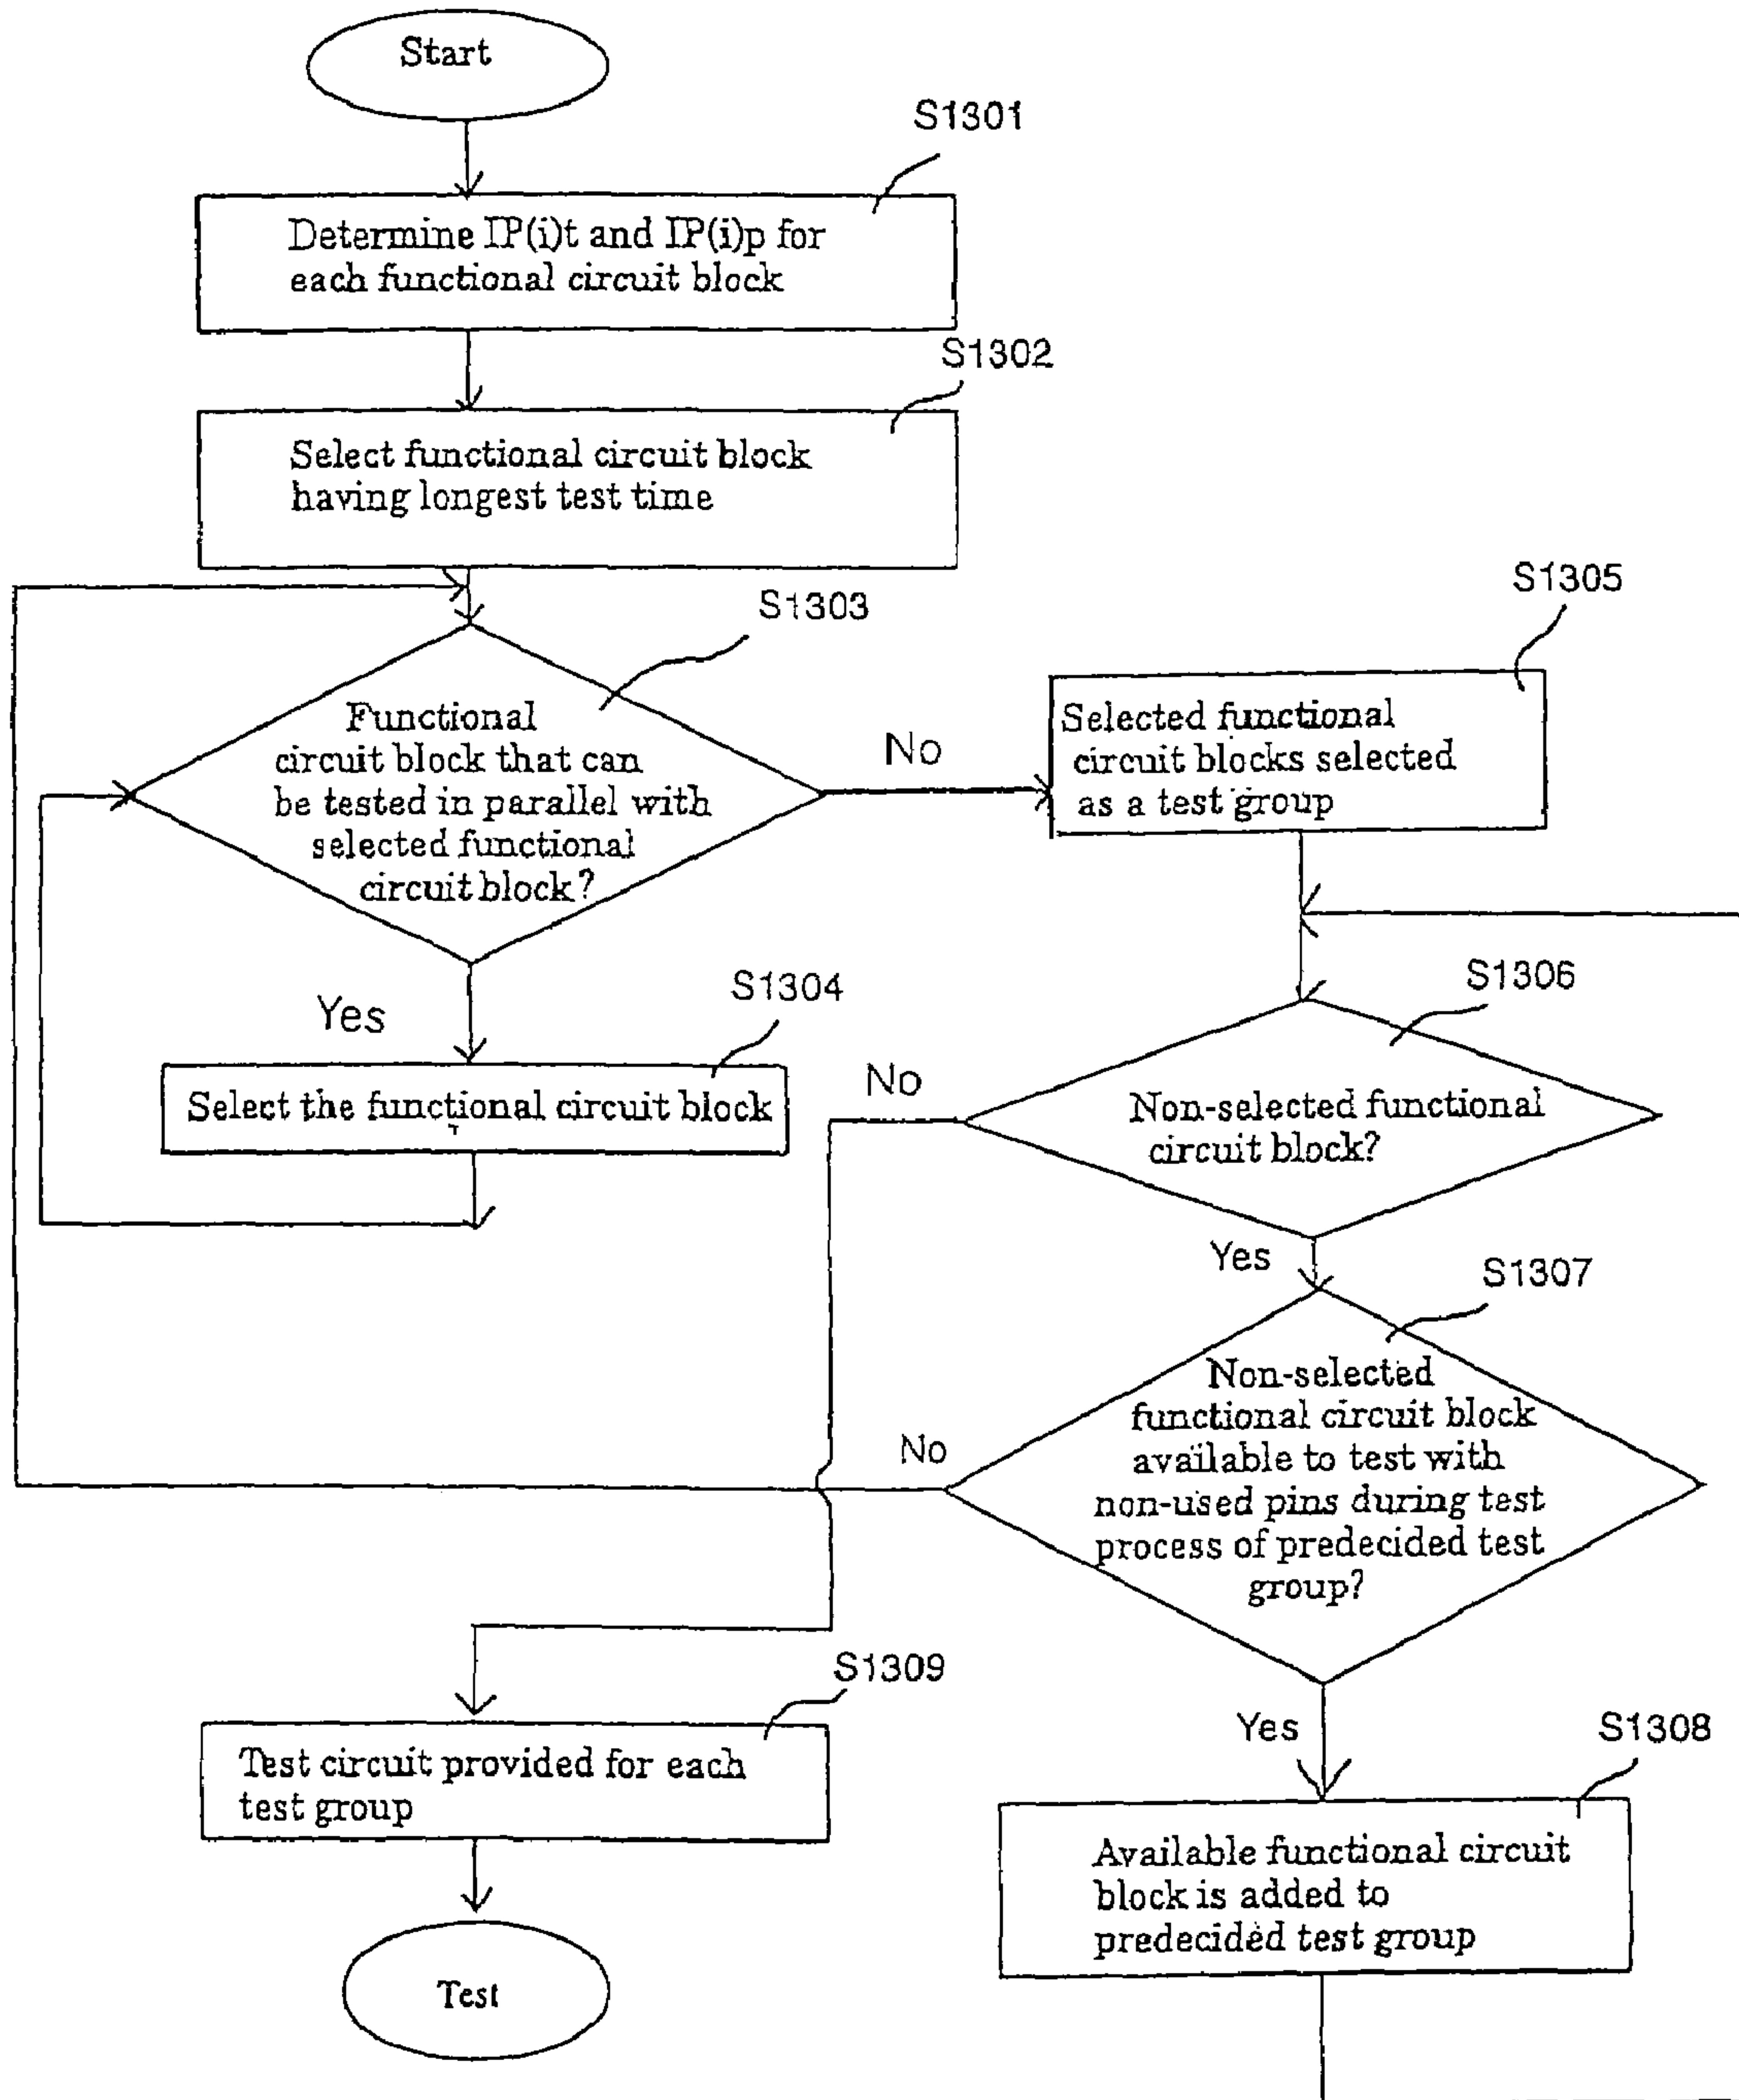 Start
S1301
Determine IP(i)t and IP(i)p for
each functional circuit block
S1302
Select functional circuit block
having longest test time
S1303
Functional
circuit block that can
be tested in parallel with
selected functional
circuit block?
No
S1305
Selected functional
circuit blocks selected
as a test group
Yes
S1304
Select the functional circuit block
S1306
No
Non-selected functional
circuit block?
Yes
S1307
Non-selected
functional circuit block
available to test with
non-used pins during test
process of predecided test
group?
No
S1309
Test circuit provided for each
test group
Yes
S1308
Available functional circuit
block is added to
predecided test group
Test